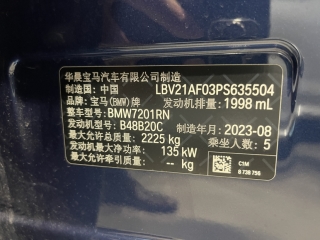 华晨宝马汽车有限公司制造
制造国: 中国 LBV21AF03PS635504
品牌: 宝马(BMW)牌 发动机排量: 1998 mL
整车型号: BMW7201RN
发动机型号: B48B20C 制造年月: 2023-08
最大允许总质量: 2225 kg 乘坐人数: 5
发动机最大净功率: 135 kW
最大允许牵引质量: -- kg
C1M
8 738 756